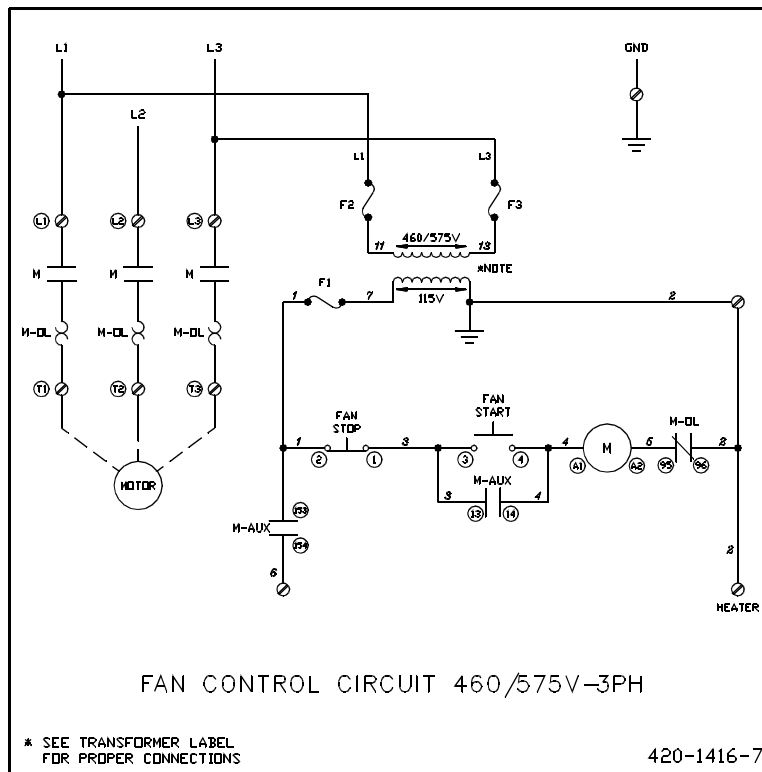 L1
L3
GND
L2
L1
L3
F2
F3
L1
L2
L3
11
460/575V
13
*NOTE
M
M
M
F1
1
7
115V
2
M-OL
M-OL
M-OL
T1
T2
T3
FAN
STOP
FAN
START
M-OL
1
3
4
M
5
2
2
1
3
4
A1
A2
95
96
MOTOR
M-AUX
3
4
13
14
153
M-AUX
154
6
2
HEATER
FAN CONTROL CIRCUIT 460/575V-3PH
* SEE TRANSFORMER LABEL
FOR PROPER CONNECTIONS
420-1416-7